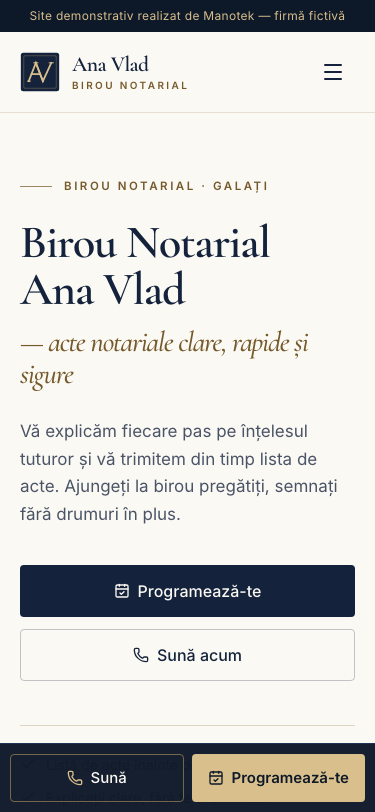 Site demonstrativ realizat de Manotek — firmă fictivă
Ana Vlad
BIROU NOTARIAL
BIROU NOTARIAL · GALAȚI
Birou Notarial
Ana Vlad
— acte notariale clare, rapide și
sigure
Vă explicăm fiecare pas pe înțelesul
tuturor și vă trimitem din timp lista de
acte. Ajungeți la birou pregătiți, semnați
fără drumuri în plus.
Programează-te
Sună acum
Sună
Programează-te